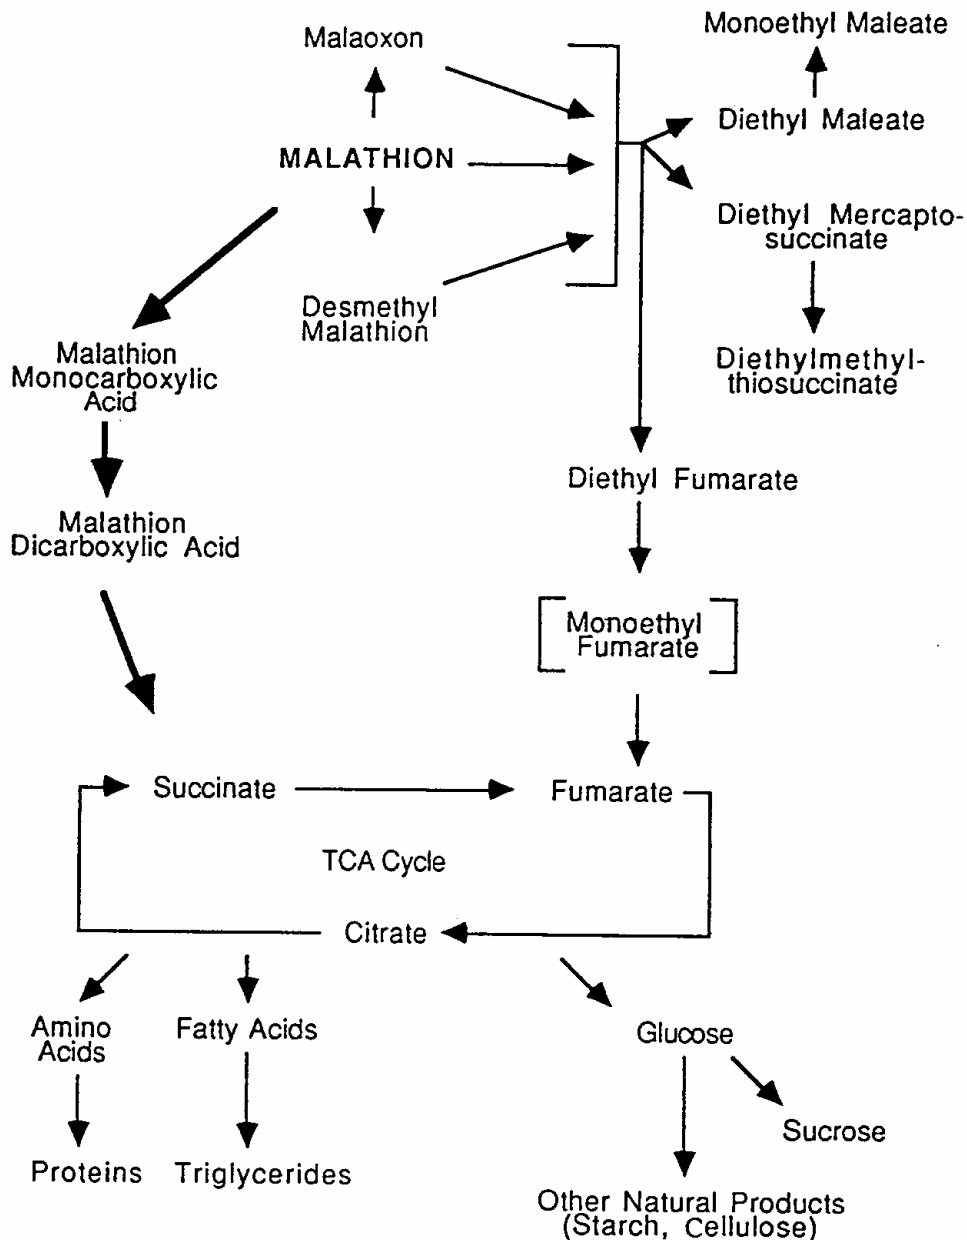 Malaoxon
Monoethyl Maleate
Diethyl Maleate
MALATHION
Diethyl Mercapto-
succinate
Desmethyl
Malathion
Malathion
Monocarboxylic
Acid
Diethylmethyl-
thiosuccinate
Diethyl Fumarate
Malathion
Dicarboxylic Acid
Monoethyl
Fumarate
Succinate
Fumarate
TCA Cycle
Citrate
Amino
Acids
Fatty Acids
Glucose
Sucrose
Proteins
Triglycerides
Other Natural Products
(Starch, Cellulose)